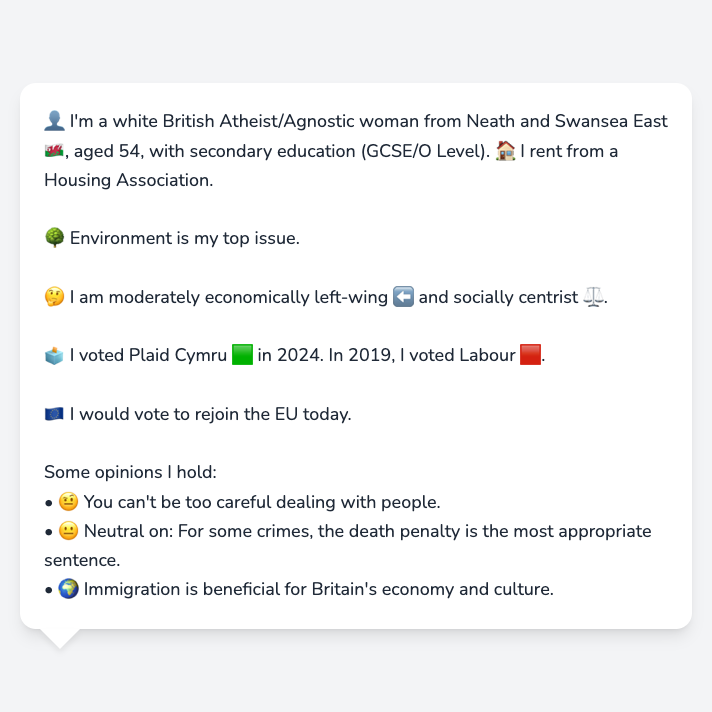 👤 I'm a white British Atheist/Agnostic woman from Neath and Swansea East
🏴󠁧󠁢󠁷󠁬󠁳󠁿, aged 54, with secondary education (GCSE/O Level). 🏠 I rent from a
Housing Association.
🌳 Environment is my top issue.
🤔 I am moderately economically left-wing ⬅️ and socially centrist ⚖️.
🗳️ I voted Plaid Cymru 🟩 in 2024. In 2019, I voted Labour 🟥.
🇪🇺 I would vote to rejoin the EU today.
Some opinions I hold:
• 🤨 You can't be too careful dealing with people.
• 😐 Neutral on: For some crimes, the death penalty is the most appropriate
sentence.
• 🌍 Immigration is beneficial for Britain's economy and culture.